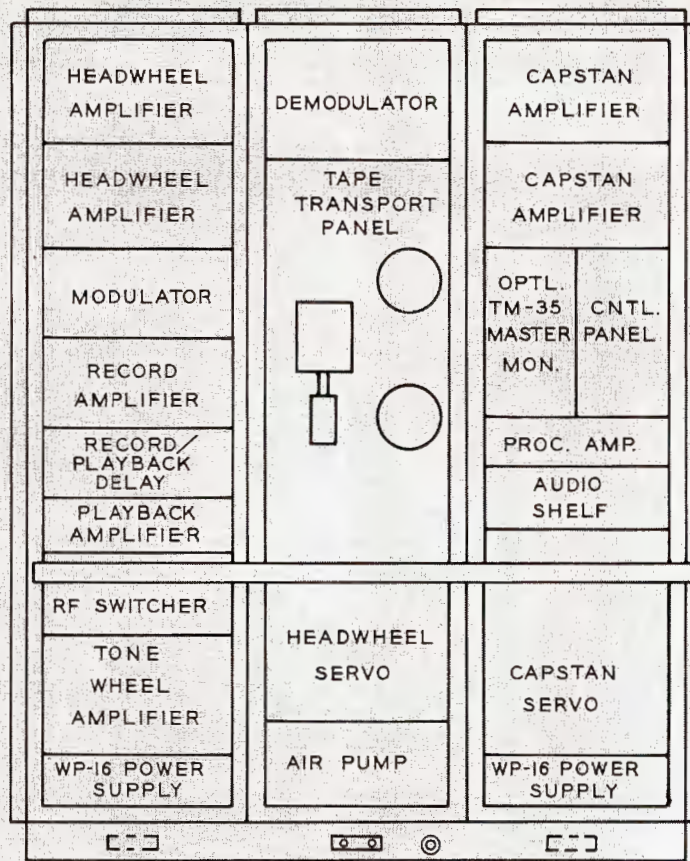 HEADWHEEL
AMPLIFIER
HEADWHEEL
AMPLIFIER
MODULATOR
RECORD
AMPLIFIER
RECORD/
PLAYBACK
DELAY
PLAYBACK
AMPLIFIER
RF SWITCHER
TONE
WHEEL
AMPLIFIER
WP-16 POWER
SUPPLY
DEMODULATOR
TAPE
TRANSPORT
PANEL
HEADWHEEL
SERVO
AIR PUMP
CAPSTAN
AMPLIFIER
CAPSTAN
AMPLIFIER
OPTL.
TM-35
MASTER
MON.
CNTL.
PANEL
PROC. AMP.
AUDIO
SHELF
CAPSTAN
SERVO
WP-16 POWER
SUPPLY